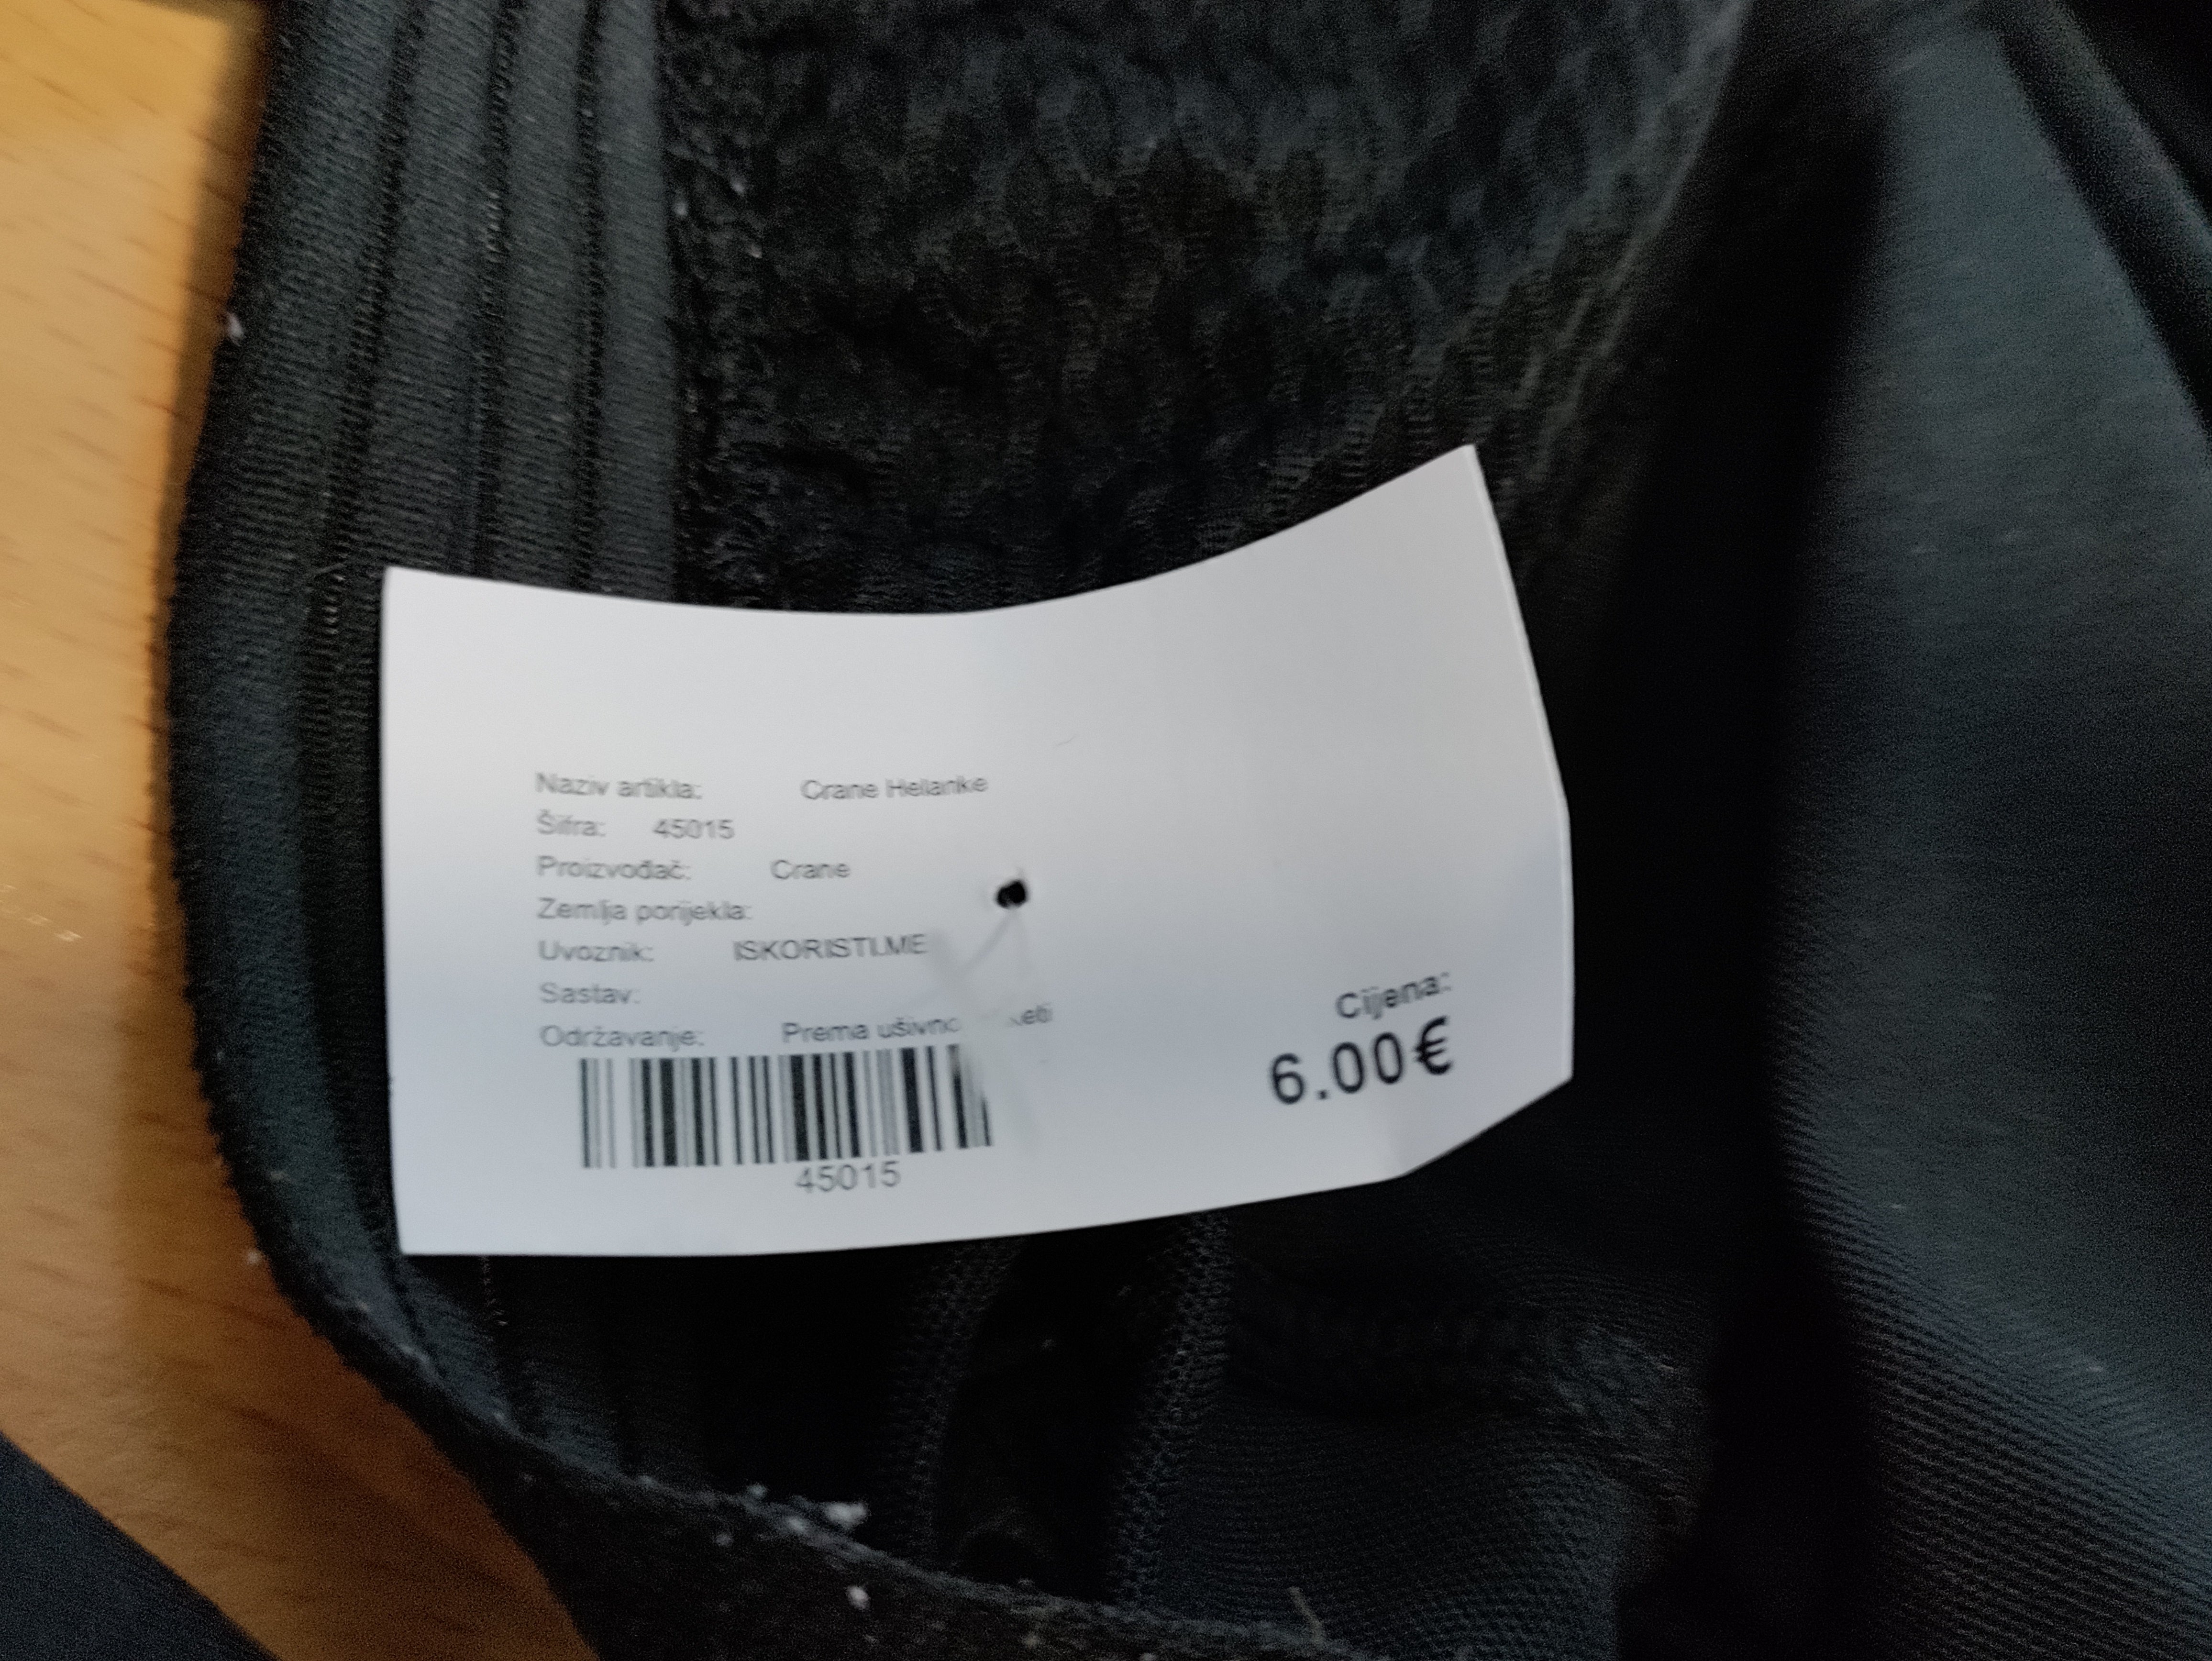 Naziv artikla: Crane Helanke
Šifra: 45015
Proizvođač: Crane
Zemlja porijekla:
Uvoznik: ISKORISTI.ME
Sastav:
Održavanje: Prema
45015
Cijena:
6.00€